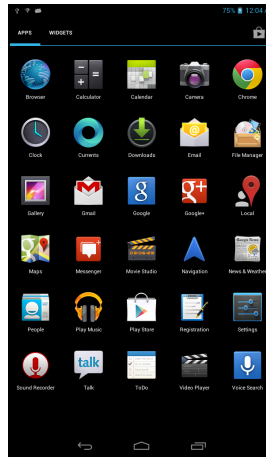 75% 12:04
APPS WIDGETS
Browser Calculator Calendar Camera Chrome
Clock Currents Downloads Email File Manager
Gallery Gmail Google Google+ Local
Maps Messenger Movie Studio Navigation News & Weather
People Play Music Play Store Registration Settings
talk
Sound Recorder Talk ToDo Video Player Voice Search